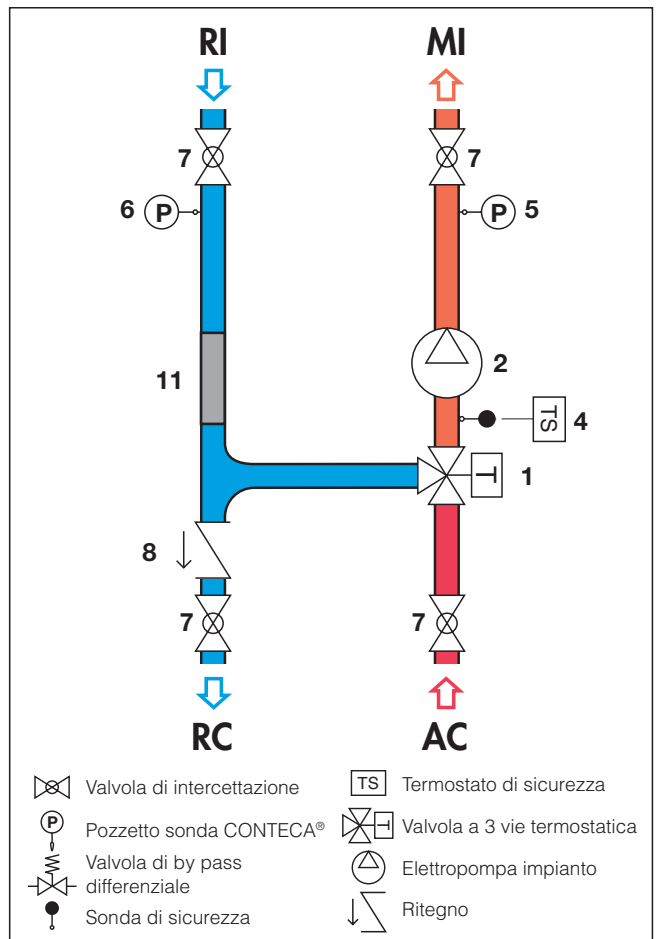 RI MI
7 7
6 P P 5
11 2
TS 4
T 1
8
7 7
RC AC
Valvola di intercettazione
P Pozzetto sonda CONTECA®
Valvola di by pass
differenziale
Sonda di sicurezza
TS Termostato di sicurezza
T Valvola a 3 vie termostatica
Elettropompa impianto
Ritegno